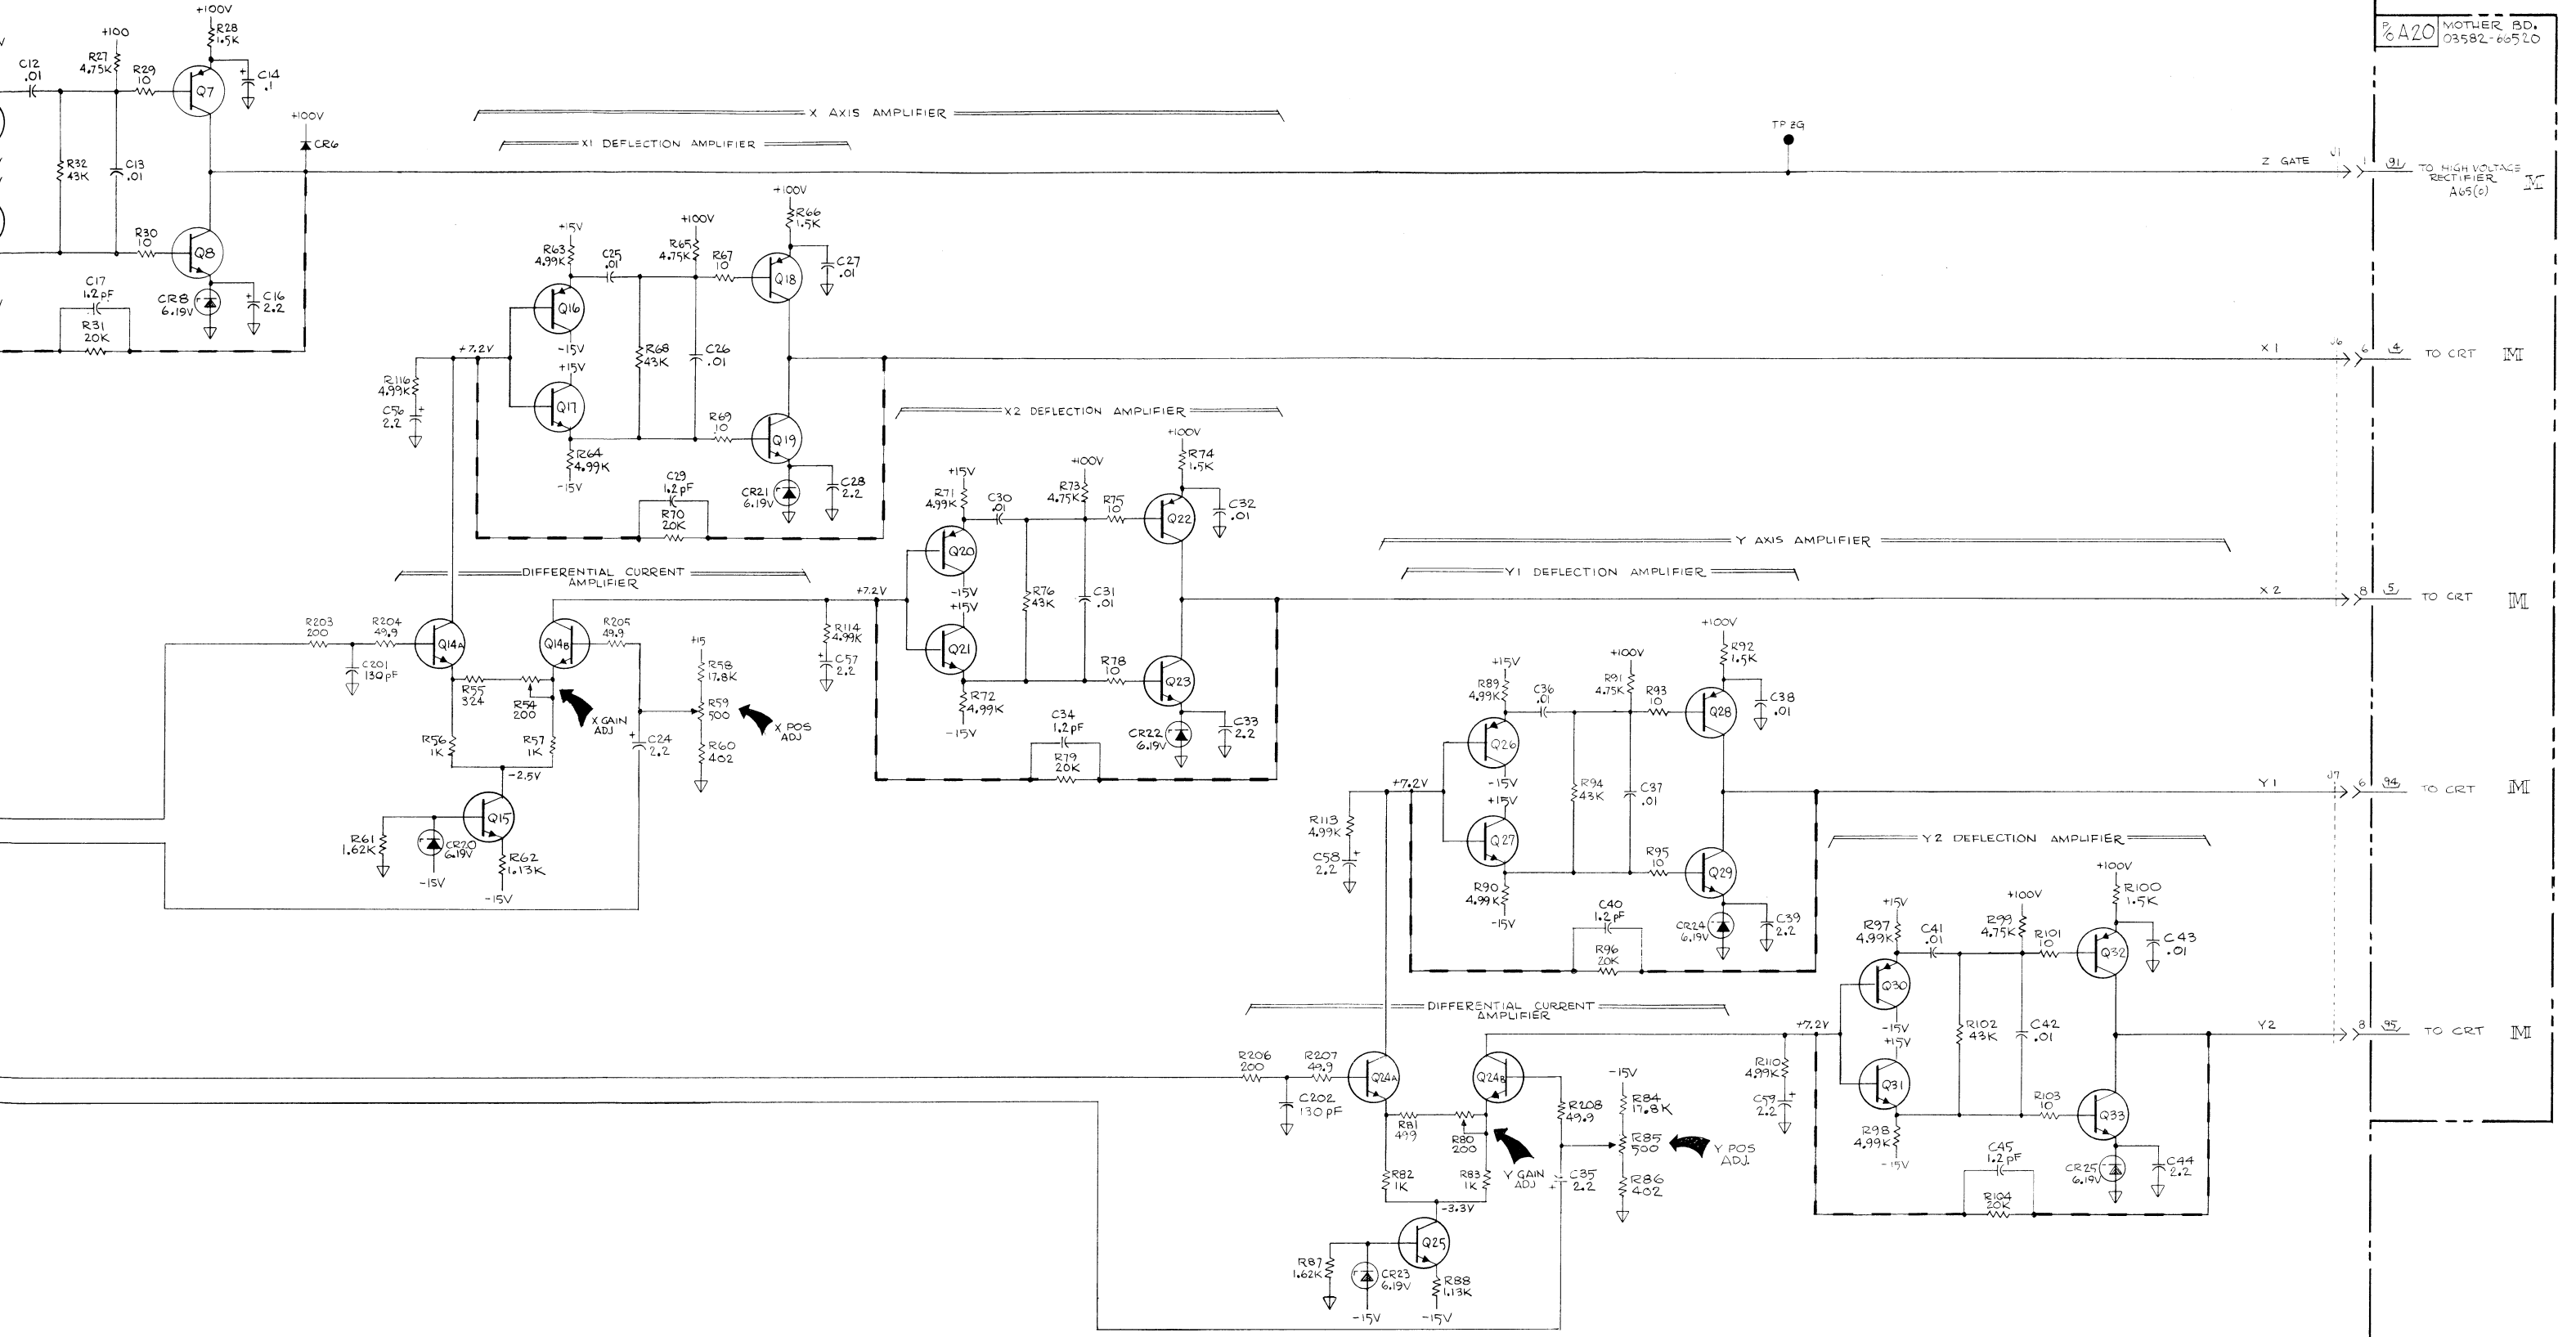 +100V
R28
1.5K
+100
R27
4.75K
C12
.01
R29
10
Q7
+
C14
.1
+100V
CR6
R32
43K
C13
.01
R30
10
Q8
C17
1.2pF
R31
20K
CR8
6.19V
+
C16
2.2
X AXIS AMPLIFIER
X1 DEFLECTION AMPLIFIER
TP ZG
P/O A20
MOTHER BD.
03582-66520
Z GATE
J1
1
91
TO HIGH VOLTAGE
RECTIFIER
A65(c)
M
+100V
R66
1.5K
+15V
R63
4.99K
C25
.01
+100V
R65
4.75K
R67
10
Q18
C27
.01
Q16
-15V
+15V
Q17
R68
43K
C26
.01
+7.2V
R116
4.99K
C56
2.2
+
R69
10
Q19
R64
4.99K
-15V
C29
1.2pF
R70
20K
CR21
6.19V
C28
2.2
X1
J6
6
4
TO CRT
M
X2 DEFLECTION AMPLIFIER
+100V
R74
1.5K
+15V
R71
4.99K
C30
.01
+100V
R73
4.75K
R75
10
Q22
C32
.01
Q20
-15V
+15V
Q21
R76
43K
C31
.01
+7.2V
R114
4.99K
+
C57
2.2
R78
10
Q23
R72
4.99K
-15V
C34
1.2pF
R79
20K
CR22
6.19V
C33
2.2
X2
8
5
TO CRT
M
DIFFERENTIAL CURRENT
AMPLIFIER
R203
200
R204
49.9
Q14A
Q14B
R205
49.9
C201
130pF
R55
324
R54
200
X GAIN
ADJ
+15
R58
17.8K
R59
500
X POS
ADJ
R60
402
R56
1K
R57
1K
+
C24
2.2
-2.5V
Q15
R61
1.62K
CR20
6.19V
-15V
R62
1.13K
-15V
Y AXIS AMPLIFIER
Y1 DEFLECTION AMPLIFIER
+100V
R92
1.5K
+15V
R89
4.99K
C36
.01
+100V
R91
4.75K
R93
10
Q28
C38
.01
Q26
-15V
+15V
Q27
R94
43K
C37
.01
+7.2V
R113
4.99K
C58
2.2
+
R95
10
Q29
R90
4.99K
-15V
C40
1.2pF
R96
20K
CR24
6.19V
C39
2.2
Y1
J7
6
94
TO CRT
M
Y2 DEFLECTION AMPLIFIER
+100V
R100
1.5K
+15V
R97
4.99K
C41
.01
+100V
R99
4.75K
R101
10
Q32
C43
.01
Q30
-15V
+15V
Q31
R102
43K
C42
.01
+7.2V
R110
4.99K
C59
2.2
+
R103
10
Q33
R98
4.99K
-15V
C45
1.2pF
R104
20K
CR25
6.19V
C44
2.2
Y2
8
95
TO CRT
M
DIFFERENTIAL CURRENT
AMPLIFIER
R206
200
R207
49.9
Q24A
Q24B
C202
130pF
R81
499
R80
200
Y GAIN
ADJ
R208
49.9
-15V
R84
17.8K
R85
500
Y POS
ADJ.
R86
402
R82
1K
R83
1K
+
C35
2.2
-3.3V
Q25
R87
1.62K
CR23
6.19V
-15V
R88
1.13K
-15V